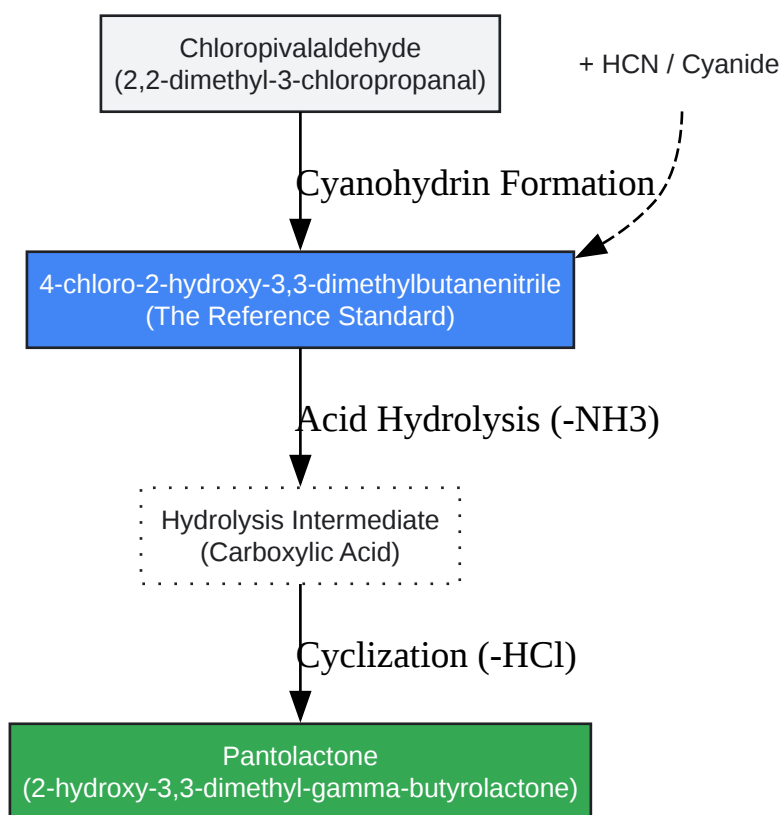 Chloropivalaldehyde
(2,2-dimethyl-3-chloropropanal)
+ HCN / Cyanide
Cyanohydrin Formation
4-chloro-2-hydroxy-3,3-dimethylbutanenitrile
(The Reference Standard)
Acid Hydrolysis (-NH3)
Hydrolysis Intermediate
(Carboxylic Acid)
Cyclization (-HCl)
Pantolactone
(2-hydroxy-3,3-dimethyl-gamma-butyrolactone)